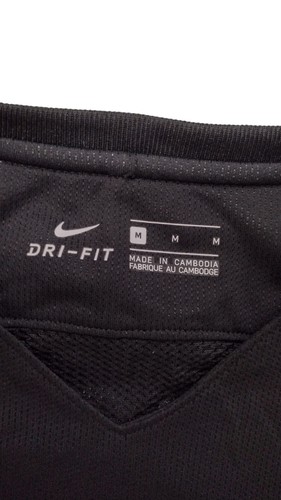 DRI-FIT
M M M
MADE IN CAMBODIA
FABRIQUE AU CAMBODGE